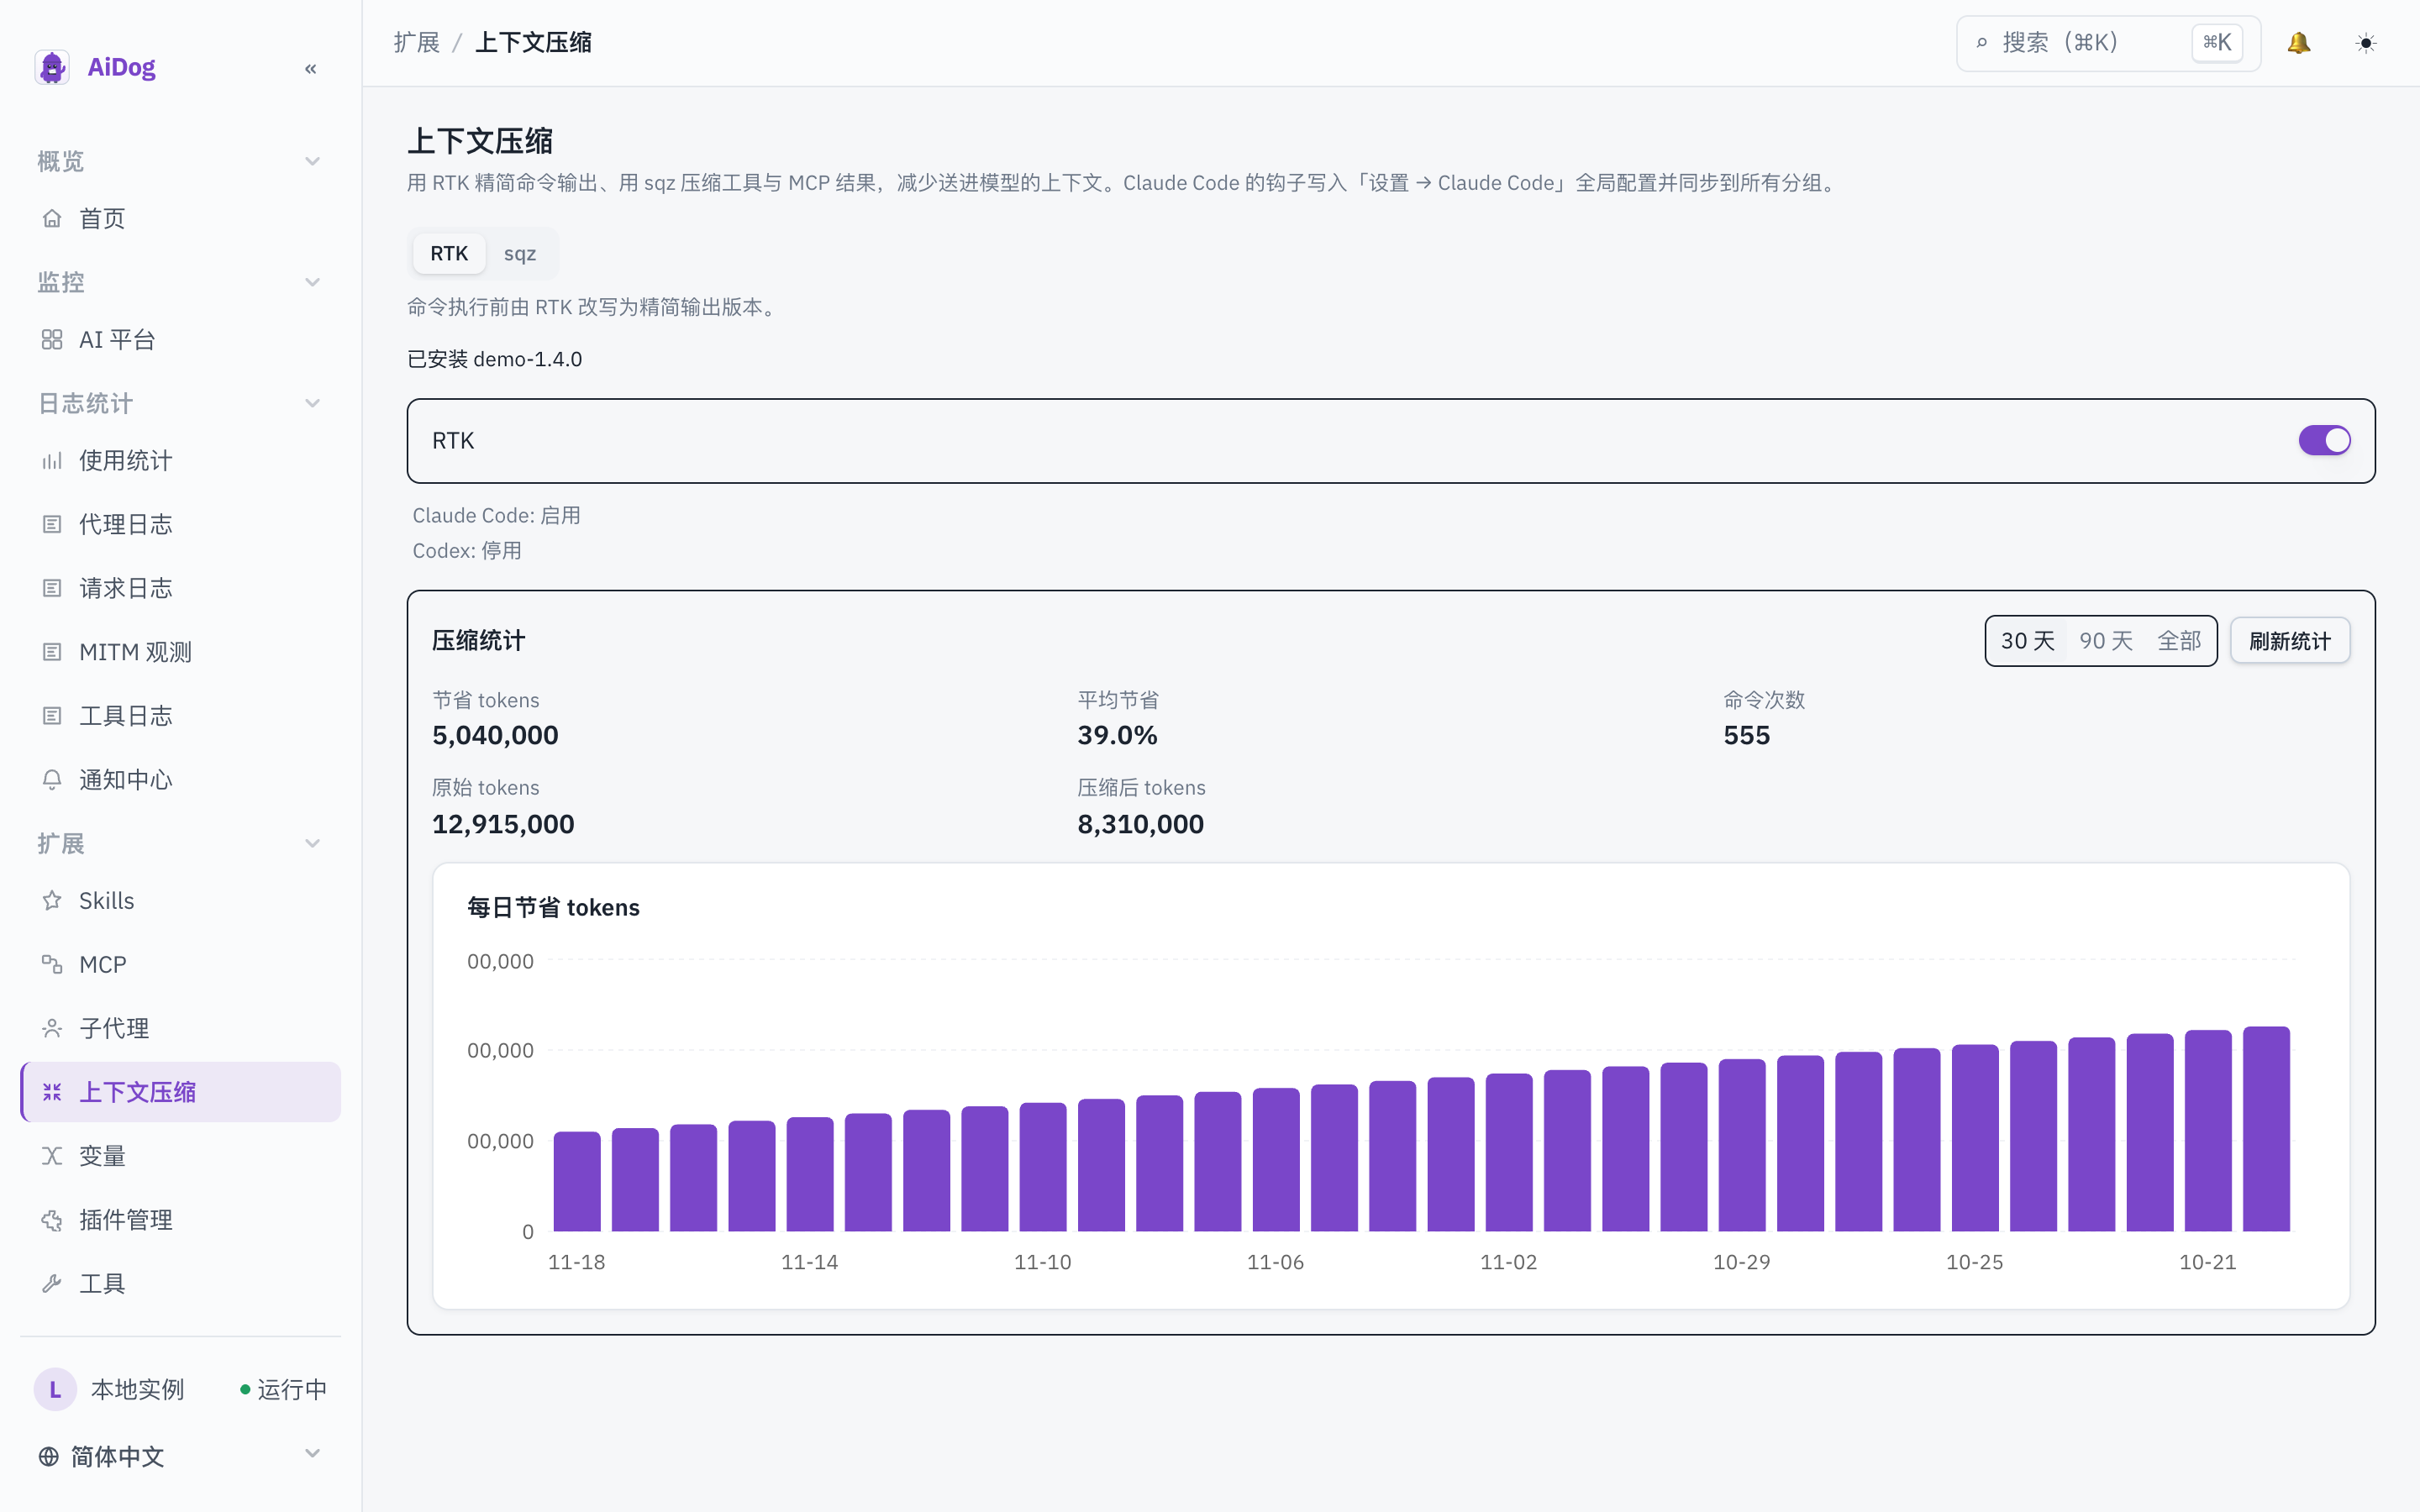 AiDog
«
概览
首页
监控
AI 平台
日志统计
使用统计
代理日志
请求日志
MITM 观测
工具日志
通知中心
扩展
Skills
MCP
子代理
上下文压缩
变量
插件管理
工具
L 本地实例 运行中
简体中文
扩展 / 上下文压缩
搜索（⌘K） ⌘K
上下文压缩
用 RTK 精简命令输出、用 sqz 压缩工具与 MCP 结果，减少送进模型的上下文。Claude Code 的钩子写入「设置 → Claude Code」全局配置并同步到所有分组。
RTK sqz
命令执行前由 RTK 改写为精简输出版本。
已安装 demo-1.4.0
RTK
Claude Code: 启用
Codex: 停用
压缩统计 30 天 90 天 全部 刷新统计
节省 tokens 平均节省 命令次数
5,040,000 39.0% 555
原始 tokens 压缩后 tokens
12,915,000 8,310,000
每日节省 tokens
00,000
00,000
00,000
0
11-18 11-14 11-10 11-06 11-02 10-29 10-25 10-21